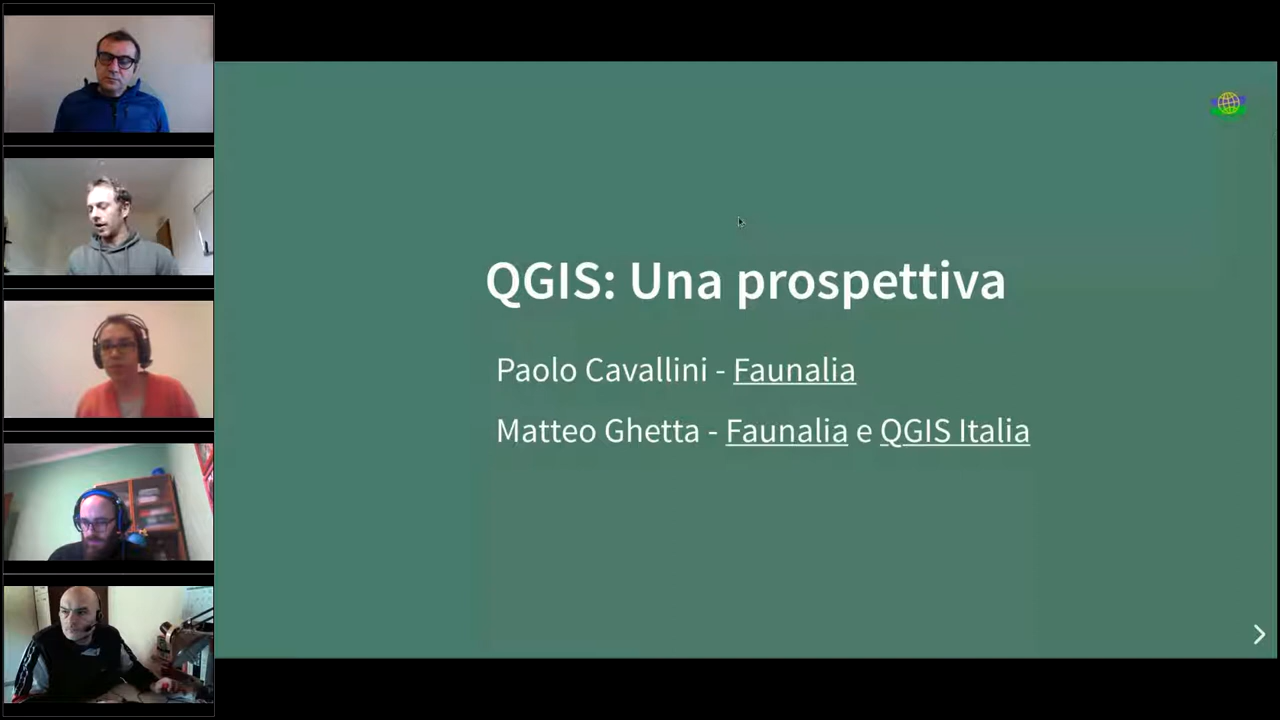 QGIS: Una prospettiva
Paolo Cavallini - Faunalia
Matteo Ghetta - Faunalia e QGIS Italia